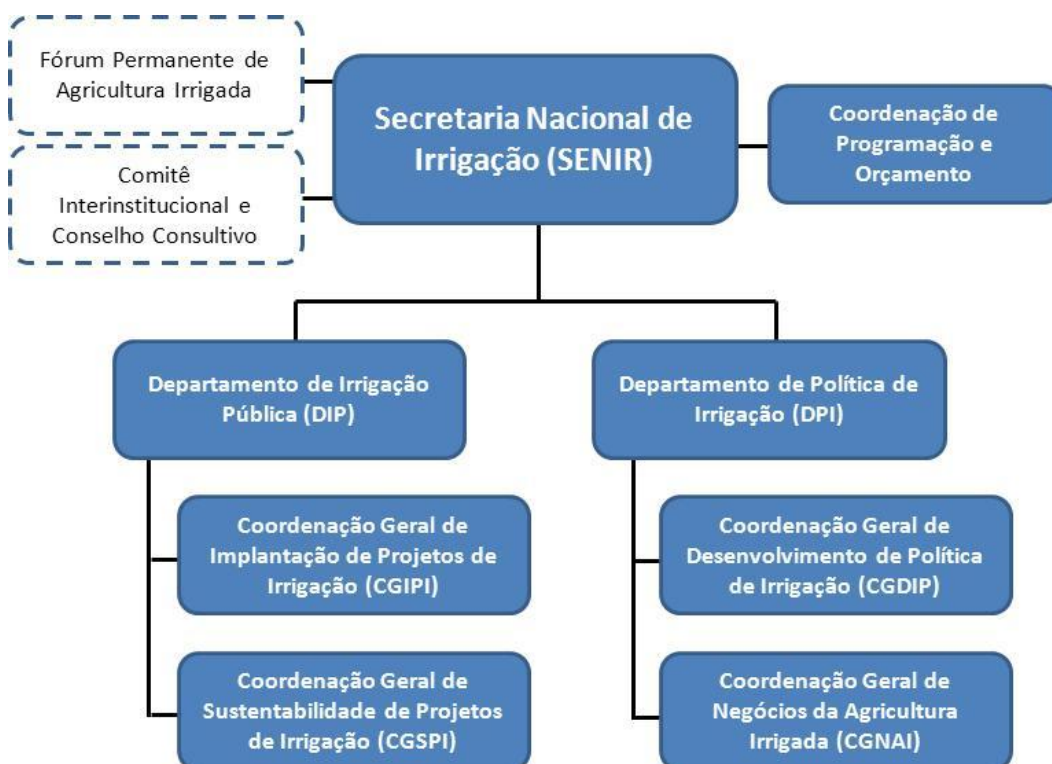 Fórum Permanente de
Agricultura Irrigada
Comitê
Interinstitucional e
Conselho Consultivo
Secretaria Nacional de
Irrigação (SENIR)
Coordenação de
Programação e
Orçamento
Departamento de Irrigação
Pública (DIP)
Coordenação Geral de
Implantação de Projetos de
Irrigação (CGIPI)
Coordenação Geral de
Sustentabilidade de Projetos
de Irrigação (CGSPI)
Departamento de Política de
Irrigação (DPI)
Coordenação Geral de
Desenvolvimento de Política
de Irrigação (CGDIP)
Coordenação Geral de
Negócios da Agricultura
Irrigada (CGNAI)